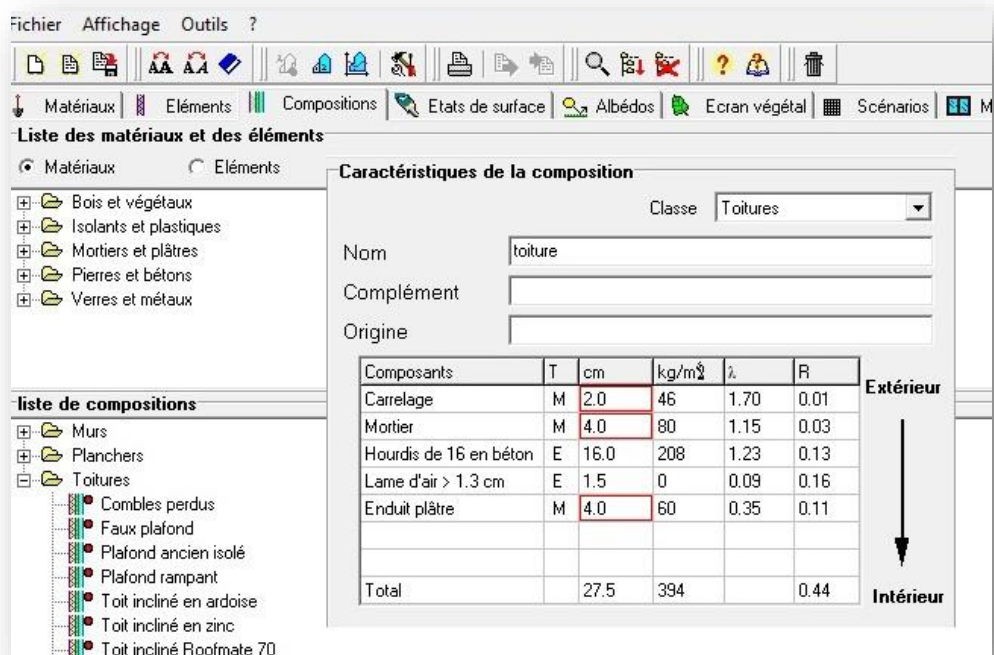 Fichier Affichage Outils ?
Matériaux Eléments Compositions Etats de surface Albédos Ecran végétal Scénarios M
Liste des matériaux et des éléments
Matériaux Eléments
Bois et végétaux
Isolants et plastiques
Mortiers et plâtres
Pierres et bétons
Verres et métaux
liste de compositions
Murs
Planchers
Toitures
Combles perdus
Faux plafond
Plafond ancien isolé
Plafond rampant
Toit incliné en ardoise
Toit incliné en zinc
Toit incliné Roofmate 70
Caractéristiques de la composition
Classe Toitures
Nom toiture
Complément
Origine
Composants T cm kg/m² λ R
Carrelage M 2.0 46 1.70 0.01
Mortier M 4.0 80 1.15 0.03
Hourdis de 16 en béton E 16.0 208 1.23 0.13
Lame d'air > 1.3 cm E 1.5 0 0.09 0.16
Enduit plâtre M 4.0 60 0.35 0.11
Total 27.5 394 0.44
Extérieur
Intérieur